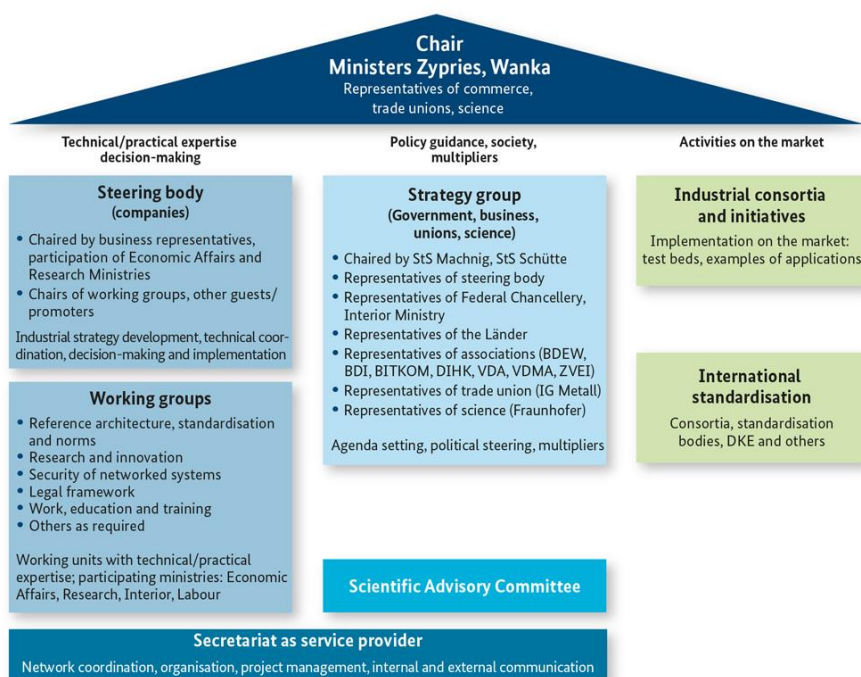 Chair
Ministers Zypries, Wanka
Representatives of commerce,
trade unions, science
Technical/practical expertise
decision-making
Steering body
(companies)
• Chaired by business representatives,
participation of Economic Affairs and
Research Ministries
• Chairs of working groups, other guests/
promoters
Industrial strategy development, technical coor-
dination, decision-making and implementation
Working groups
• Reference architecture, standardisation
and norms
• Research and innovation
• Security of networked systems
• Legal framework
• Work, education and training
• Others as required
Working units with technical/practical
expertise; participating ministries: Economic
Affairs, Research, Interior, Labour
Policy guidance, society,
multipliers
Strategy group
(Government, business,
unions, science)
• Chaired by StS Machnig, StS Schütte
• Representatives of steering body
• Representatives of Federal Chancellery,
Interior Ministry
• Representatives of the Länder
• Representatives of associations (BDEW,
BDI, BITKOM, DIHK, VDA, VDMA, ZVEI)
• Representatives of trade union (IG Metall)
• Representatives of science (Fraunhofer)
Agenda setting, political steering, multipliers
Scientific Advisory Committee
Activities on the market
Industrial consortia
and initiatives
Implementation on the market:
test beds, examples of applications
International
standardisation
Consortia, standardisation
bodies, DKE and others
Secretariat as service provider
Network coordination, organisation, project management, internal and external communication